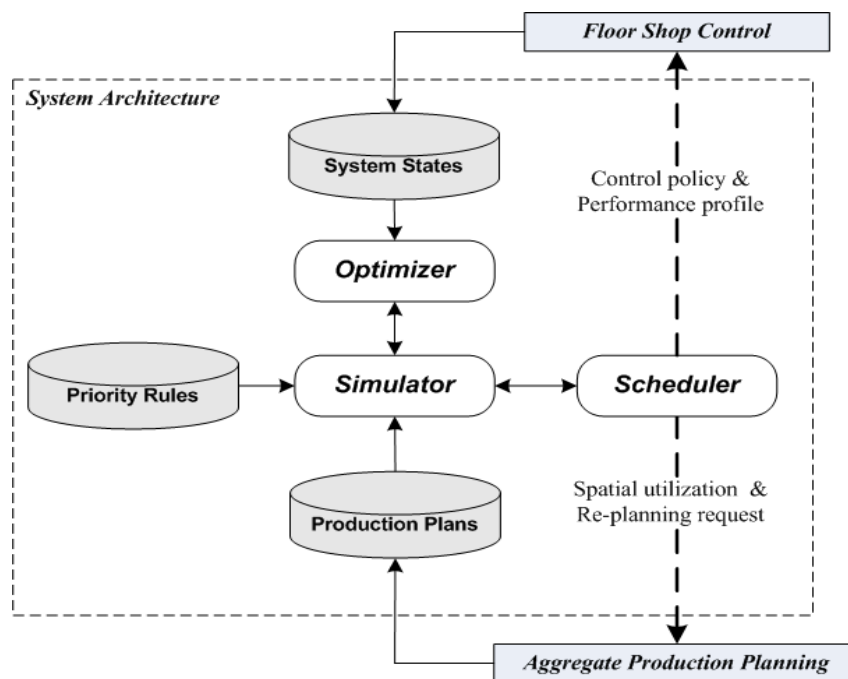 Floor Shop Control
System Architecture
System States
Control policy &
Performance profile
Optimizer
Priority Rules
Simulator
Scheduler
Spatial utilization &
Re-planning request
Production Plans
Aggregate Production Planning